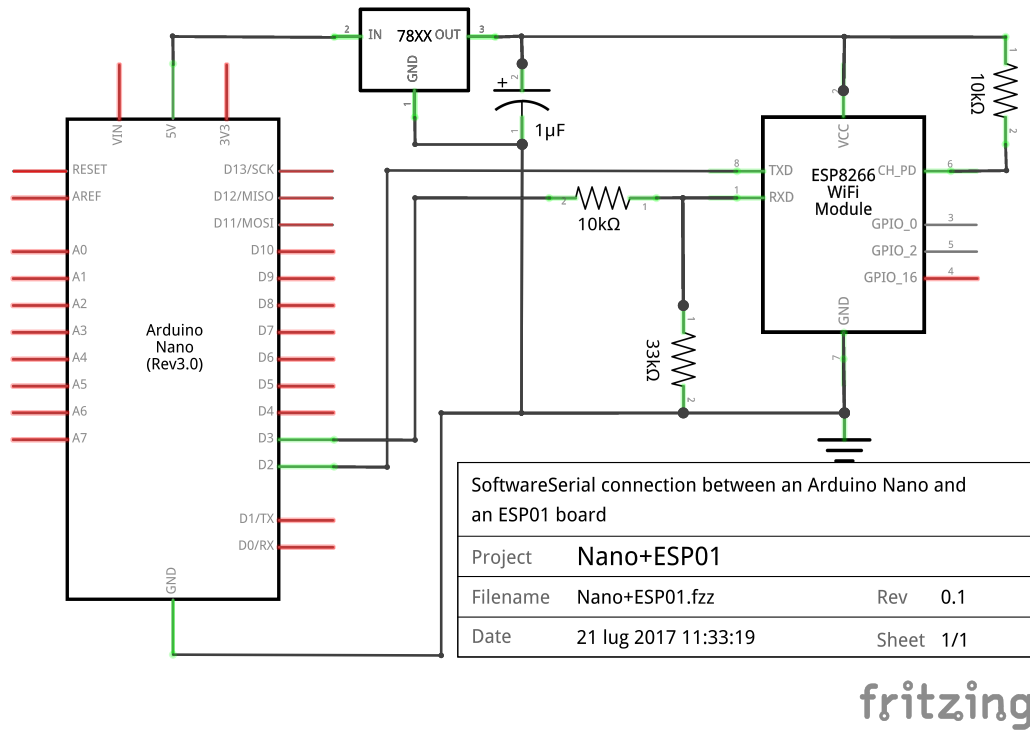 2 IN 78XX OUT 3
GND
1
+
2
1
1µF
1
10kΩ
2
VIN
5V
3V3
RESET
AREF
A0
A1
A2
A3
A4
A5
A6
A7
D13/SCK
D12/MISO
D11/MOSI
D10
D9
D8
D7
D6
D5
D4
D3
D2
D1/TX
D0/RX
Arduino
Nano
(Rev3.0)
GND
2
10kΩ
1
1
33kΩ
2
2
VCC
8 TXD
1 RXD
ESP8266
WiFi
Module
CH_PD 6
GPIO_0 3
GPIO_2 5
GPIO_16 4
GND
7
SoftwareSerial connection between an Arduino Nano and
an ESP01 board
Project Nano+ESP01
Filename Nano+ESP01.fzz Rev 0.1
Date 21 lug 2017 11:33:19 Sheet 1/1
fritzing